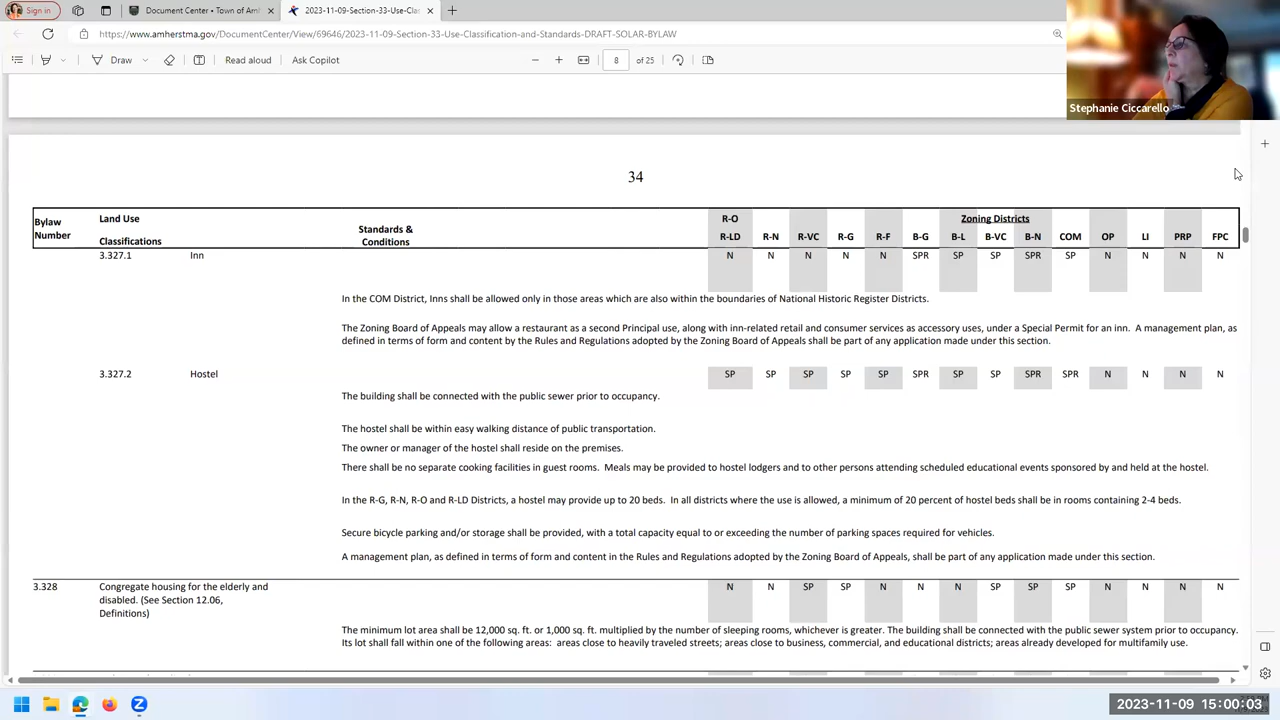 Sign in
Document Center • Town of Amh
2023-11-09-Section-33-Use-Clas
https://www.amherstma.gov/DocumentCenter/View/69646/2023-11-09-Section-33-Use-Classification-and-Standards-DRAFT-SOLAR-BYLAW
Draw
Read aloud
Ask Copilot
8
of 25
Stephanie Ciccarello
34
Bylaw Number
Land Use Classifications
Standards & Conditions
Zoning Districts
R-O
R-LD R-N R-VC R-G R-F B-G B-L B-VC B-N COM OP LI PRP FPC
3.327.1 Inn N N N N N SPR SP SP SPR SP N N N N
In the COM District, Inns shall be allowed only in those areas which are also within the boundaries of National Historic Register Districts.
The Zoning Board of Appeals may allow a restaurant as a second Principal use, along with inn-related retail and consumer services as accessory uses, under a Special Permit for an inn. A management plan, as
defined in terms of form and content by the Rules and Regulations adopted by the Zoning Board of Appeals shall be part of any application made under this section.
3.327.2 Hostel SP SP SP SP SP SPR SP SP SPR SPR N N N N
The building shall be connected with the public sewer prior to occupancy.
The hostel shall be within easy walking distance of public transportation.
The owner or manager of the hostel shall reside on the premises.
There shall be no separate cooking facilities in guest rooms. Meals may be provided to hostel lodgers and to other persons attending scheduled educational events sponsored by and held at the hostel.
In the R-G, R-N, R-O and R-LD Districts, a hostel may provide up to 20 beds. In all districts where the use is allowed, a minimum of 20 percent of hostel beds shall be in rooms containing 2-4 beds.
Secure bicycle parking and/or storage shall be provided, with a total capacity equal to or exceeding the number of parking spaces required for vehicles.
A management plan, as defined in terms of form and content in the Rules and Regulations adopted by the Zoning Board of Appeals, shall be part of any application made under this section.
3.328 Congregate housing for the elderly and N N SP SP N N N SP SP SP N N N N
disabled. (See Section 12.06,
Definitions)
The minimum lot area shall be 12,000 sq. ft. or 1,000 sq. ft. multiplied by the number of sleeping rooms, whichever is greater. The building shall be connected with the public sewer system prior to occupancy.
Its lot shall fall within one of the following areas: areas close to heavily traveled streets; areas close to business, commercial, and educational districts; areas already developed for multifamily use.
2023-11-09 15:00:03